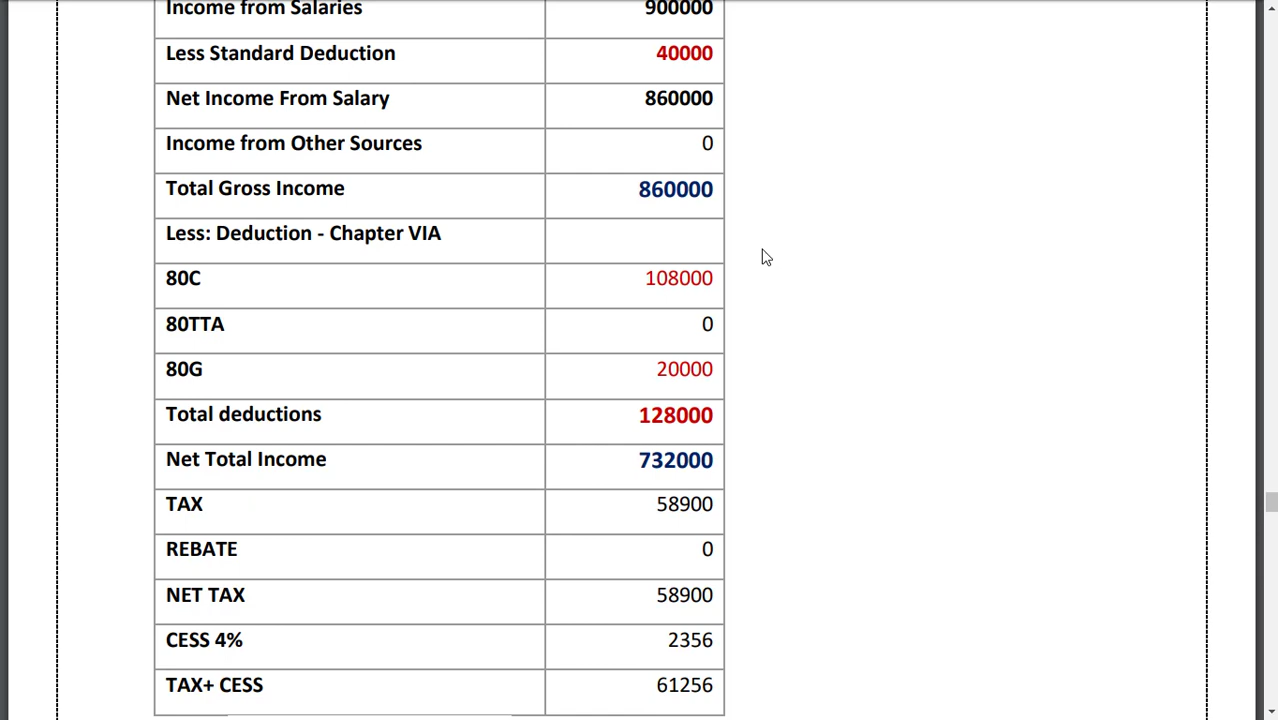 Income from Salaries 900000
Less Standard Deduction 40000
Net Income From Salary 860000
Income from Other Sources 0
Total Gross Income 860000
Less: Deduction - Chapter VIA
80C 108000
80TTA 0
80G 20000
Total deductions 128000
Net Total Income 732000
TAX 58900
REBATE 0
NET TAX 58900
CESS 4% 2356
TAX+ CESS 61256